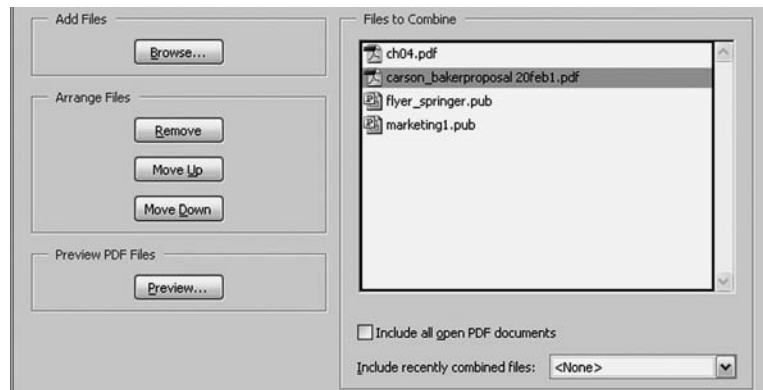 Add Files
Browse...
Arrange Files
Remove
Move Up
Move Down
Preview PDF Files
Preview...
Files to Combine
ch04.pdf
carson_bakerproposal 20feb1.pdf
flyer_springer.pub
marketing1.pub
Include all open PDF documents
Include recently combined files: <None>